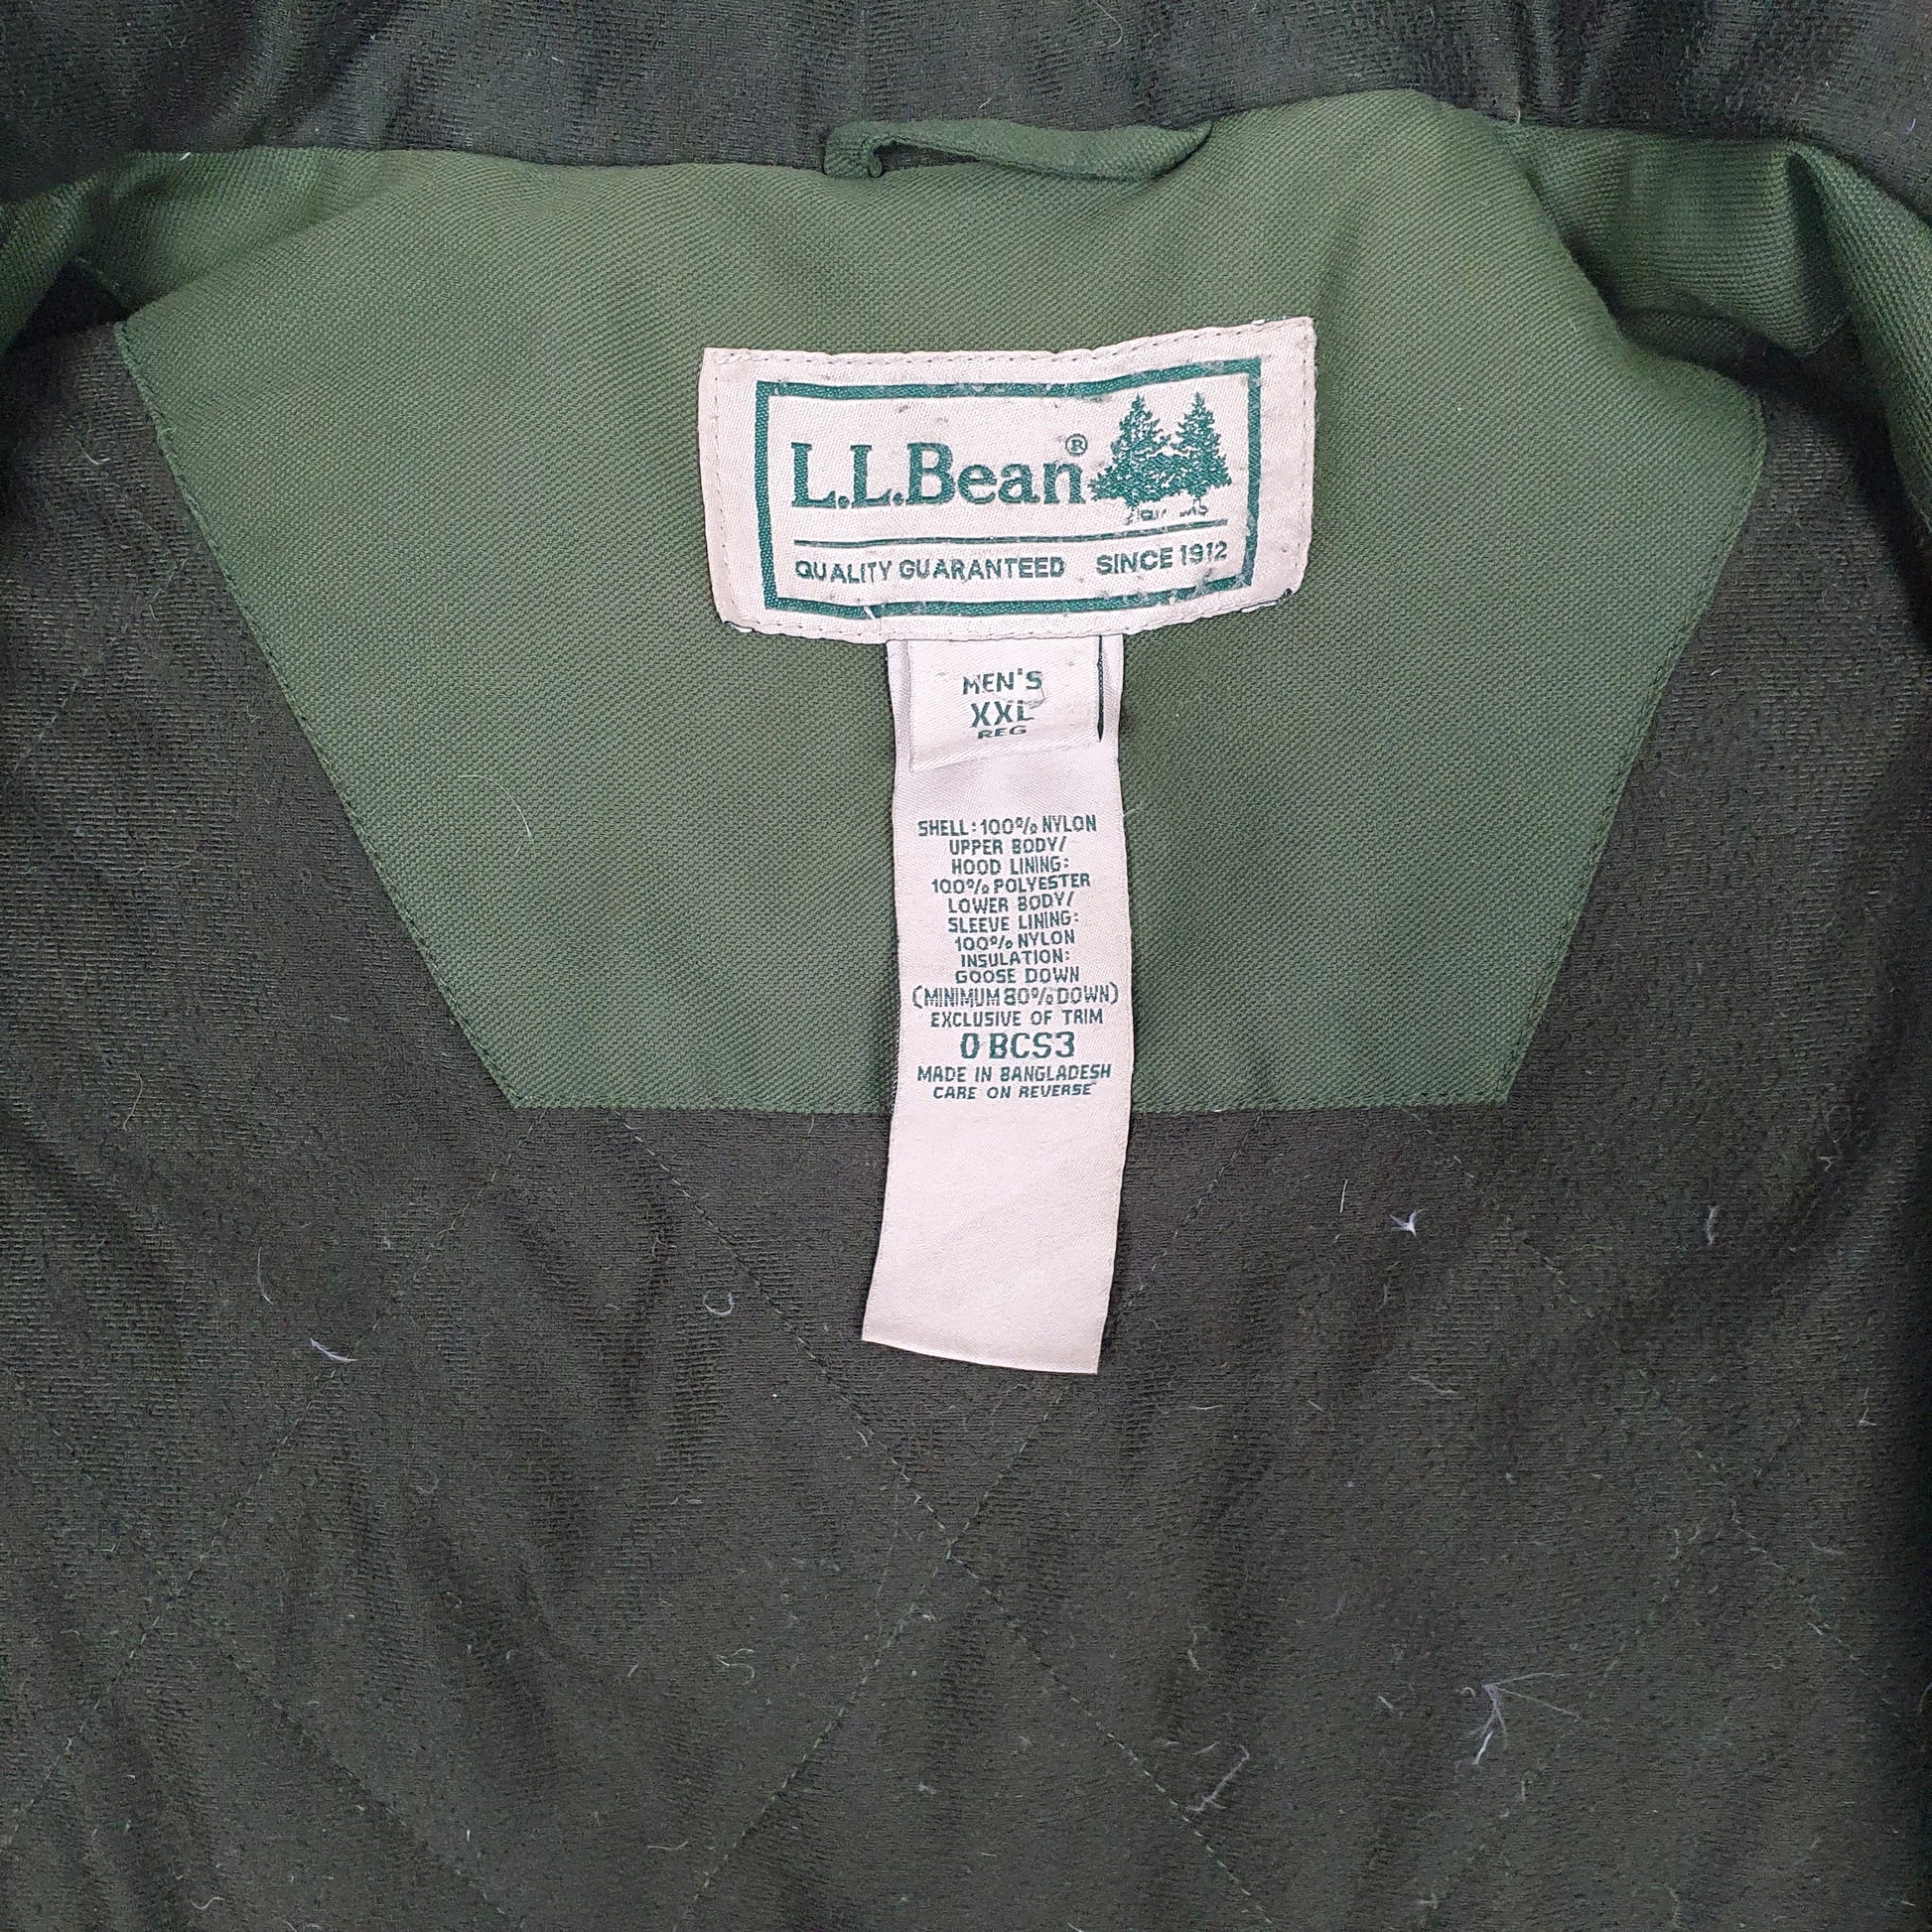 L.L.Bean®
QUALITY GUARANTEED SINCE 1912
MEN'S
XXL
REG
SHELL: 100% NYLON
UPPER BODY/
HOOD LINING:
100% POLYESTER
LOWER BODY/
SLEEVE LINING:
100% NYLON
INSULATION:
GOOSE DOWN
(MINIMUM 80% DOWN)
EXCLUSIVE OF TRIM
0 BCS3
MADE IN BANGLADESH
CARE ON REVERSE